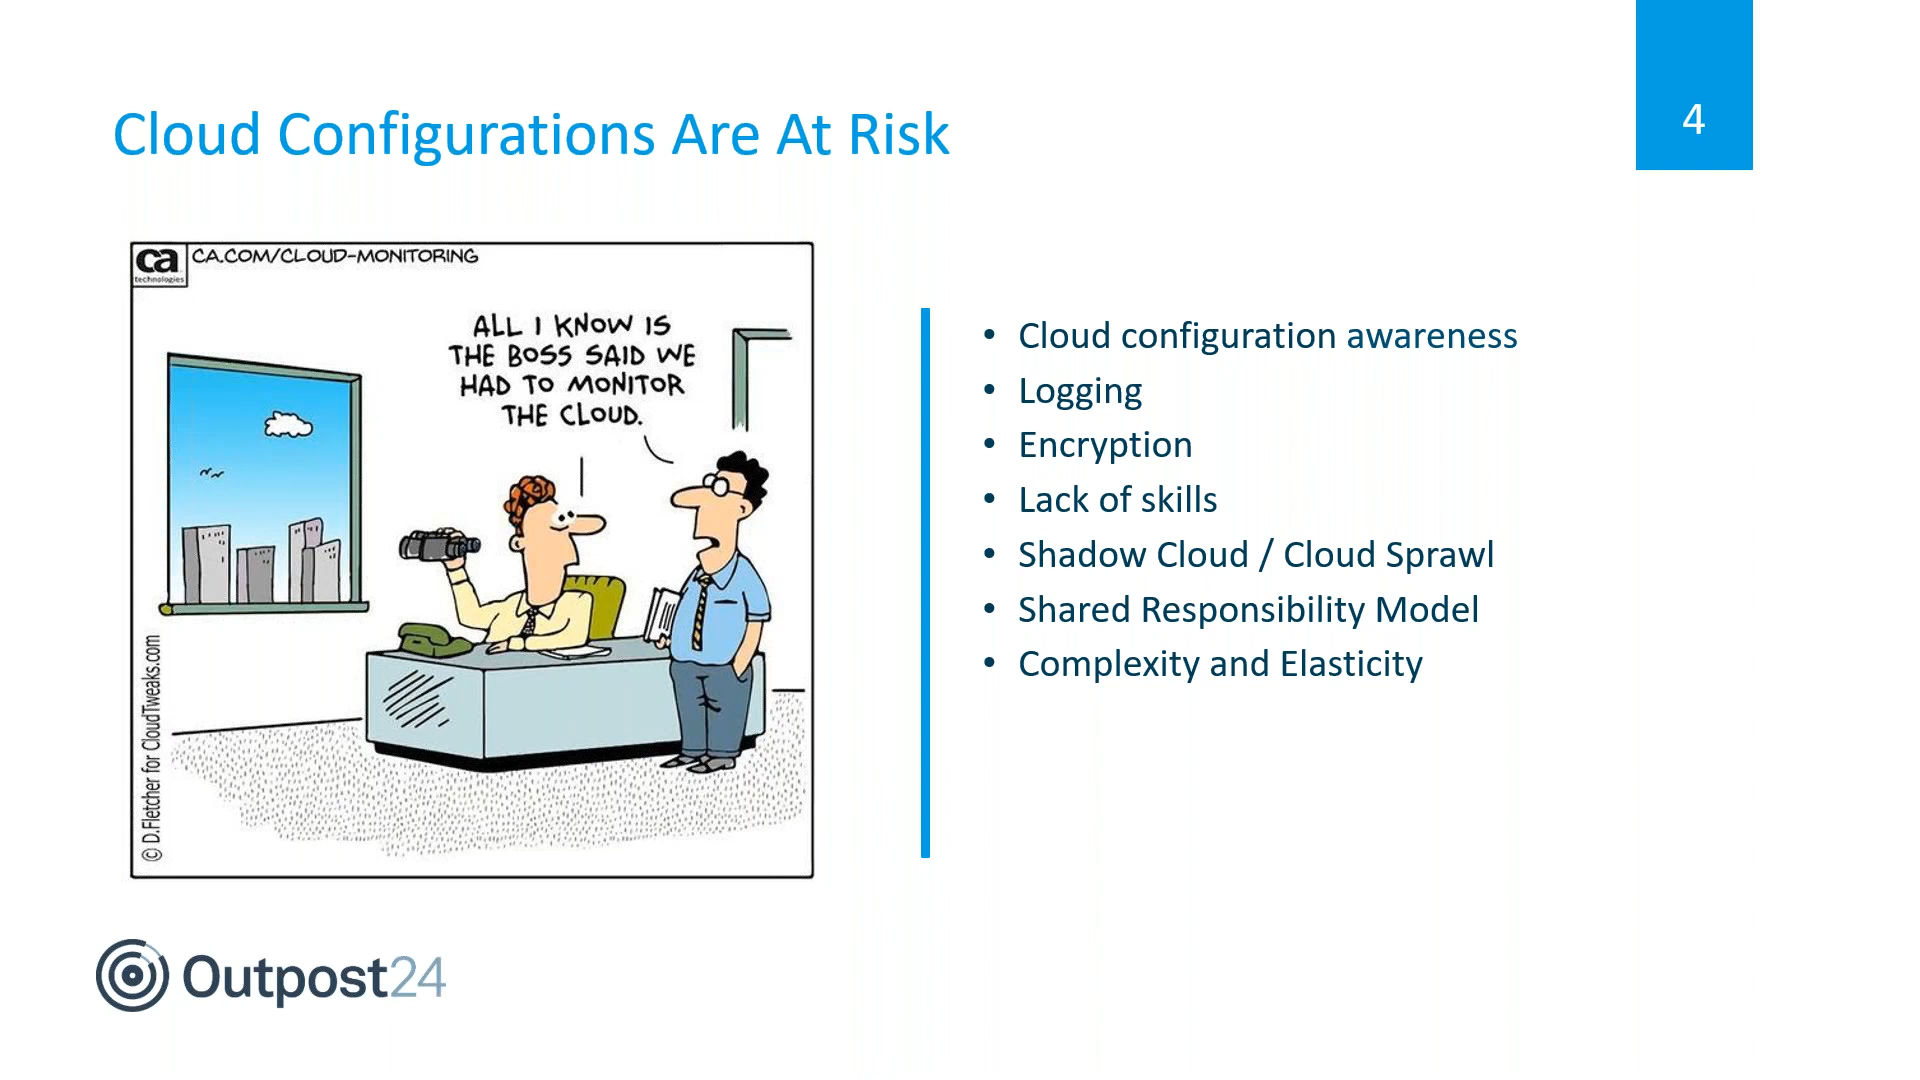 4
Cloud Configurations Are At Risk
ca
technologies
CA.COM/CLOUD-MONITORING
ALL I KNOW IS
THE BOSS SAID WE
HAD TO MONITOR
THE CLOUD.
© D.Fletcher for CloudTweaks.com
• Cloud configuration awareness
• Logging
• Encryption
• Lack of skills
• Shadow Cloud / Cloud Sprawl
• Shared Responsibility Model
• Complexity and Elasticity
Outpost24